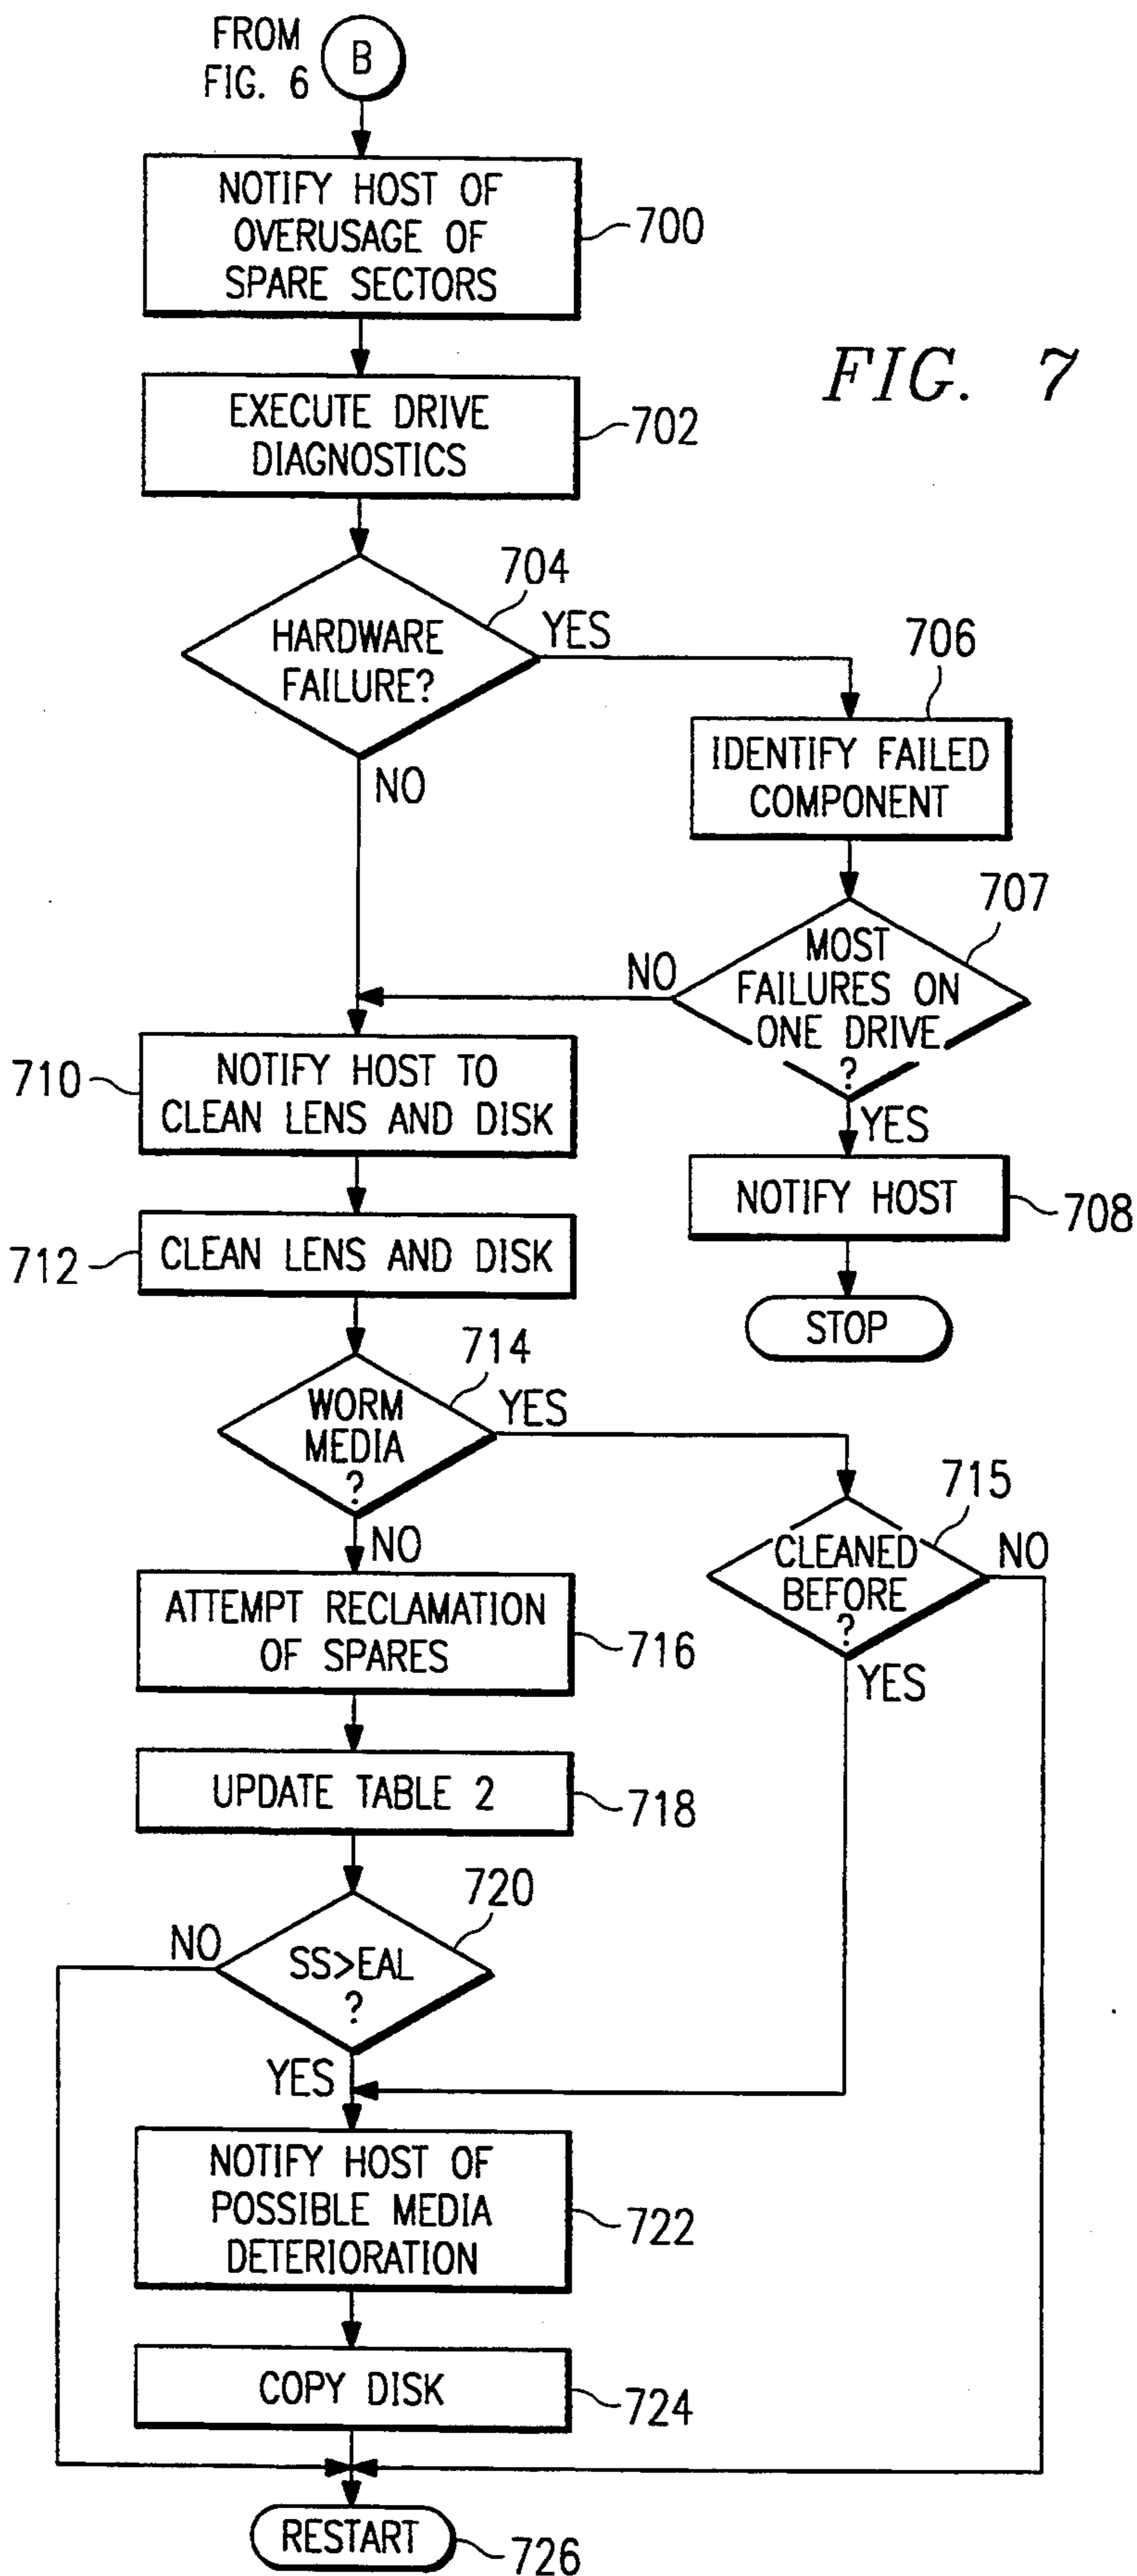 FROM
FIG. 6
B
NOTIFY HOST OF
OVERUSAGE OF
SPARE SECTORS
700
FIG. 7
EXECUTE DRIVE
DIAGNOSTICS
702
704
HARDWARE
FAILURE?
YES
NO
706
IDENTIFY FAILED
COMPONENT
707
MOST
FAILURES ON
ONE DRIVE
?
NO
YES
710
NOTIFY HOST TO
CLEAN LENS AND DISK
NOTIFY HOST
708
712
CLEAN LENS AND DISK
STOP
714
WORM
MEDIA
?
YES
NO
715
CLEANED
BEFORE
?
NO
YES
ATTEMPT RECLAMATION
OF SPARES
716
UPDATE TABLE 2
718
720
SS>EAL
?
NO
YES
NOTIFY HOST OF
POSSIBLE MEDIA
DETERIORATION
722
COPY DISK
724
RESTART
726